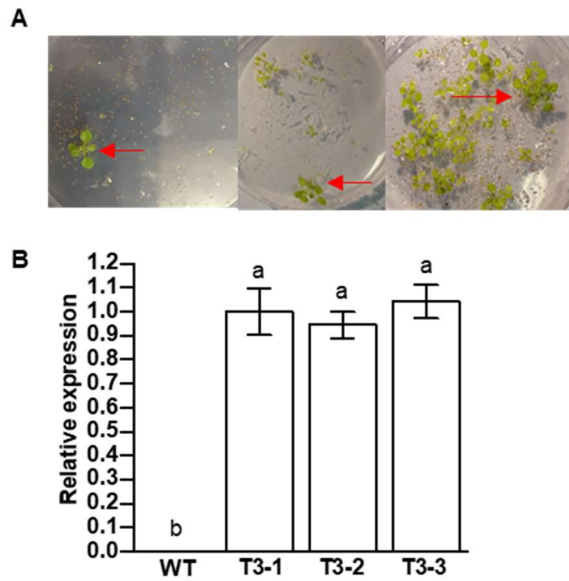 A
B
Relative expression
1.2
1.1
1.0
0.9
0.8
0.7
0.6
0.5
0.4
0.3
0.2
0.1
0.0
b
a
a
a
WT
T3-1
T3-2
T3-3